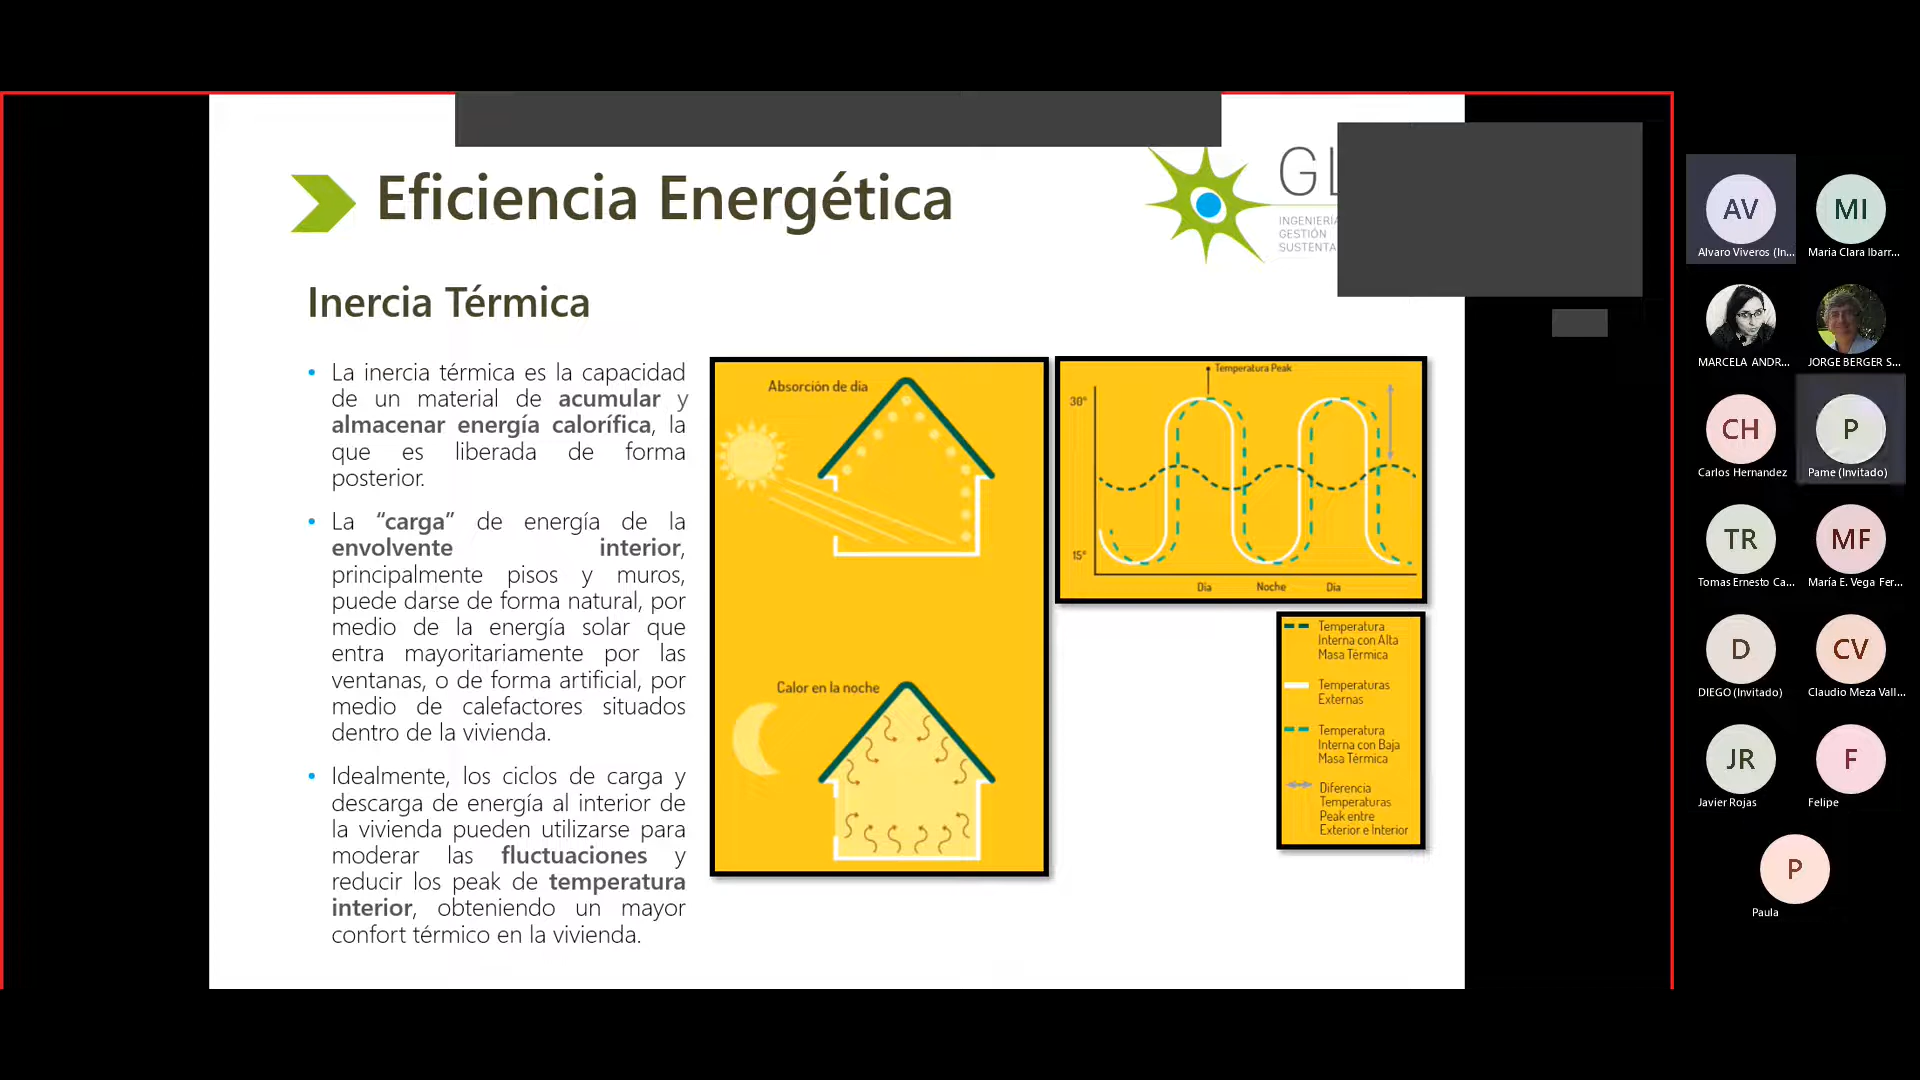 Eficiencia Energética
GL
INGENIERÍA
GESTIÓN
SUSTENTA
Inercia Térmica
• La inercia térmica es la capacidad
de un material de acumular y
almacenar energía calorífica, la
que es liberada de forma
posterior.
• La “carga” de energía de la
envolvente interior,
principalmente pisos y muros,
puede darse de forma natural, por
medio de la energía solar que
entra mayoritariamente por las
ventanas, o de forma artificial, por
medio de calefactores situados
dentro de la vivienda.
• Idealmente, los ciclos de carga y
descarga de energía al interior de
la vivienda pueden utilizarse para
moderar las fluctuaciones y
reducir los peak de temperatura
interior, obteniendo un mayor
confort térmico en la vivienda.
Absorción de día
Calor en la noche
Temperatura Peak
30°
15°
Día
Noche
Día
Temperatura
Interna con Alta
Masa Térmica
Temperaturas
Externas
Temperatura
Interna con Baja
Masa Térmica
Diferencia
Temperaturas
Peak entre
Exterior e Interior
AV
Alvaro Viveros (In...
MI
Maria Clara Ibarr...
MARCELA ANDR...
JORGE BERGER S...
CH
Carlos Hernandez
P
Pame (Invitado)
TR
Tomas Ernesto Ca...
MF
María E. Vega Fer...
D
DIEGO (Invitado)
CV
Claudio Meza Vall...
JR
Javier Rojas
F
Felipe
P
Paula